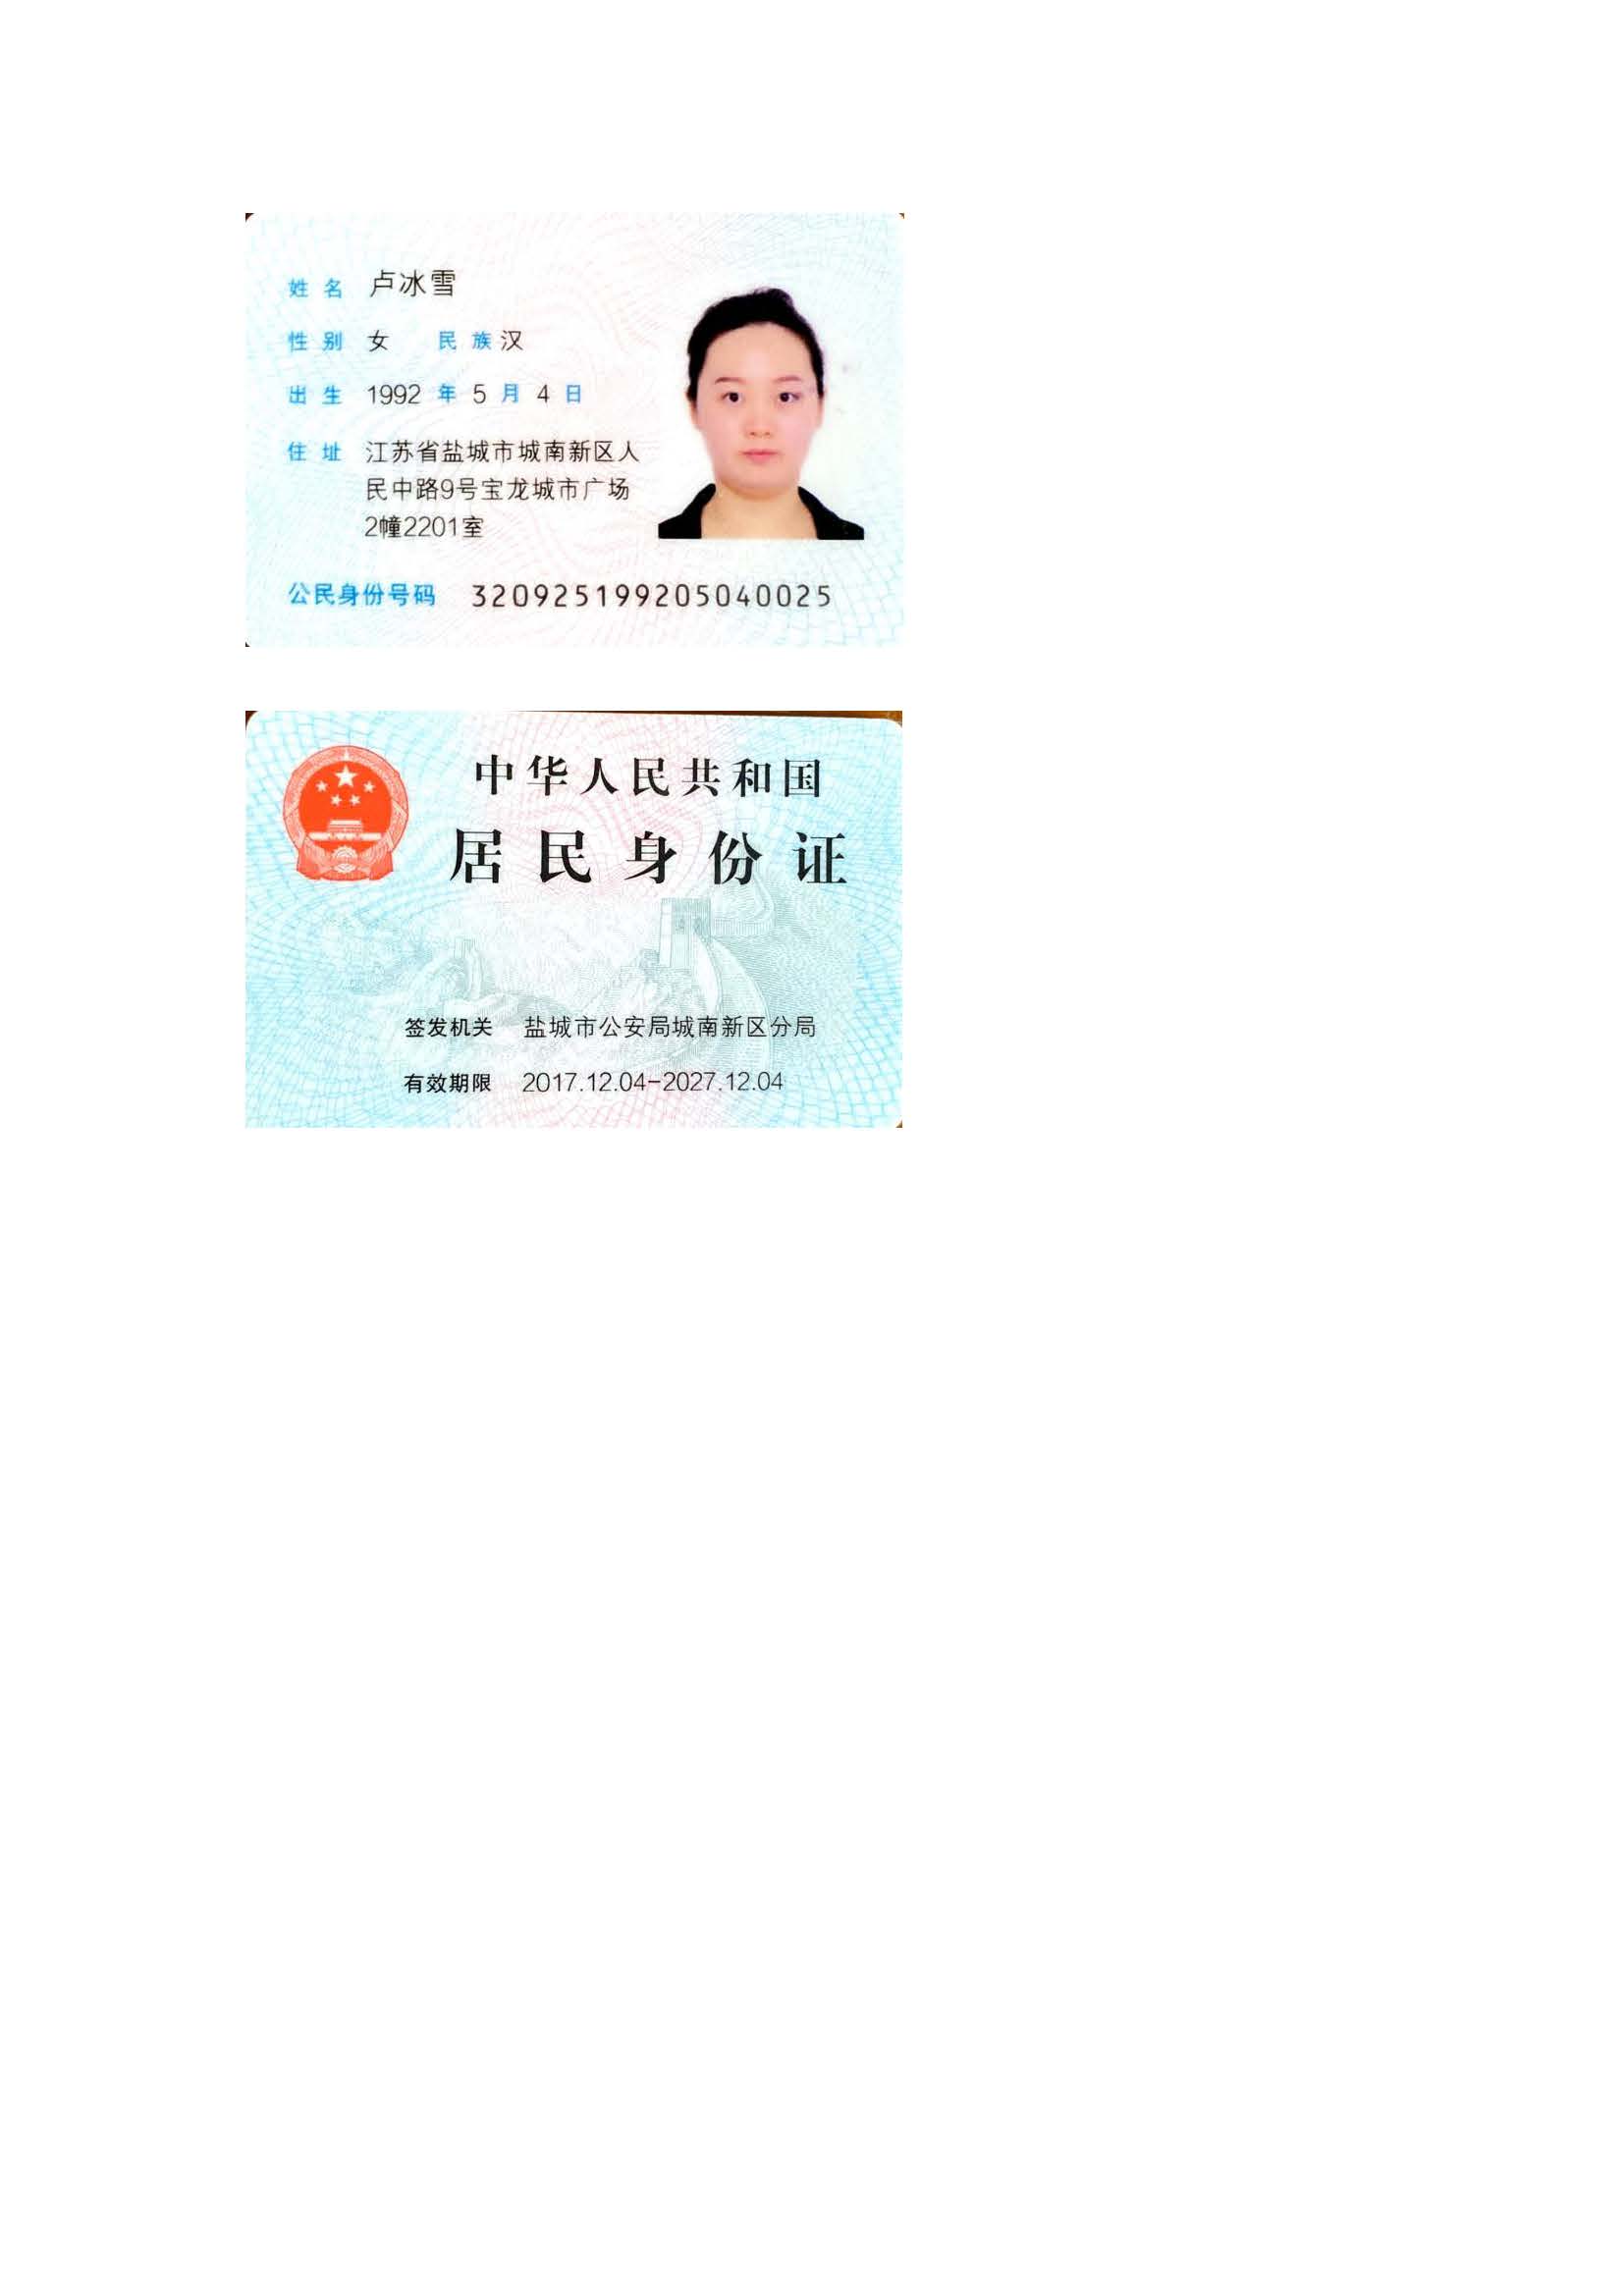 姓名 卢冰雪
性别 女 民族 汉
出生 1992 年 5 月 4 日
住址 江苏省盐城市城南新区人
民中路9号宝龙城市广场
2幢2201室
公民身份号码 320925199205040025
中华人民共和国
居民身份证
签发机关 盐城市公安局城南新区分局
有效期限 2017.12.04-2027.12.04